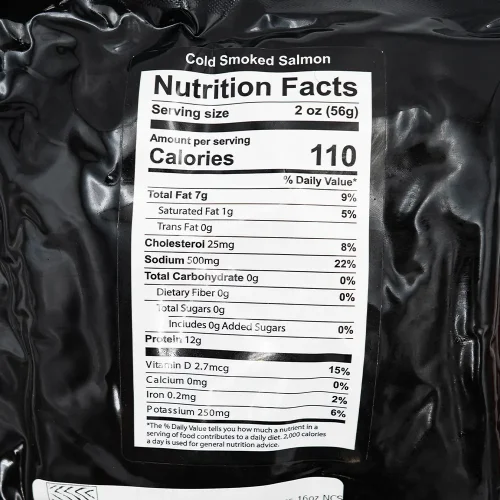 Cold Smoked Salmon
Nutrition Facts
Serving size 2 oz (56g)
Amount per serving
Calories 110
% Daily Value*
Total Fat 7g 9%
Saturated Fat 1g 5%
Trans Fat 0g
Cholesterol 25mg 8%
Sodium 500mg 22%
Total Carbohydrate 0g 0%
Dietary Fiber 0g 0%
Total Sugars 0g
Includes 0g Added Sugars 0%
Protein 12g
Vitamin D 2.7mcg 15%
Calcium 0mg 0%
Iron 0.2mg 2%
Potassium 250mg 6%
*The % Daily Value tells you how much a nutrient in a
serving of food contributes to a daily diet. 2,000 calories
a day is used for general nutrition advice.
16oz NCS